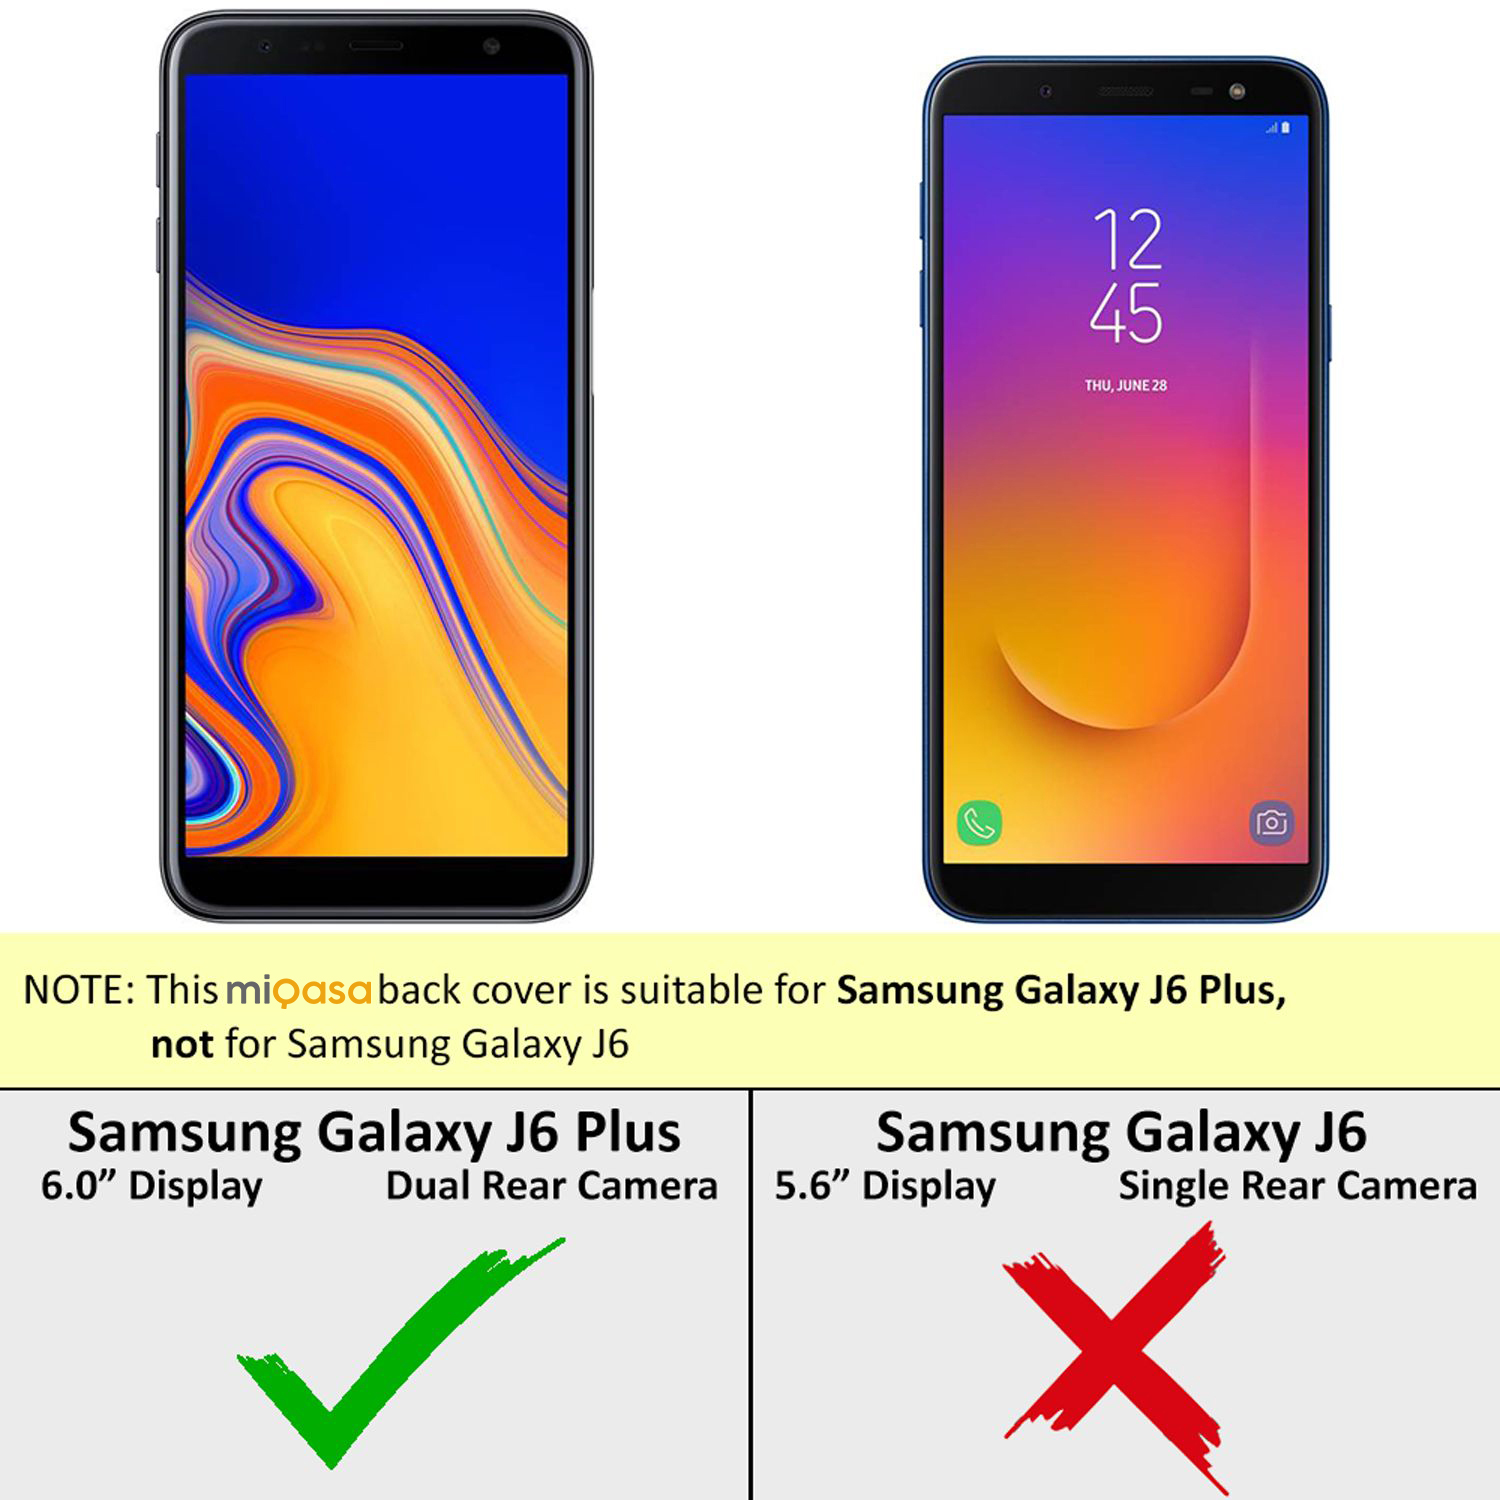 12
45
THU, JUNE 28
NOTE: This miQasa back cover is suitable for Samsung Galaxy J6 Plus,
not for Samsung Galaxy J6
Samsung Galaxy J6 Plus
6.0” Display Dual Rear Camera
Samsung Galaxy J6
5.6” Display Single Rear Camera